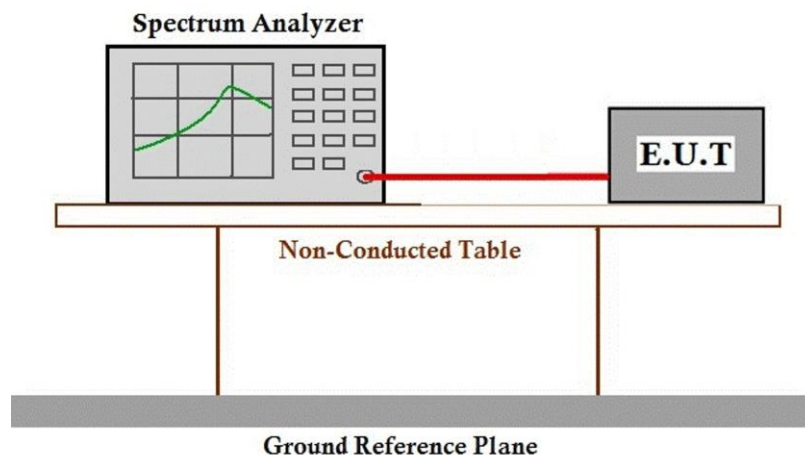 Spectrum Analyzer
E.U.T
Non-Conducted Table
Ground Reference Plane